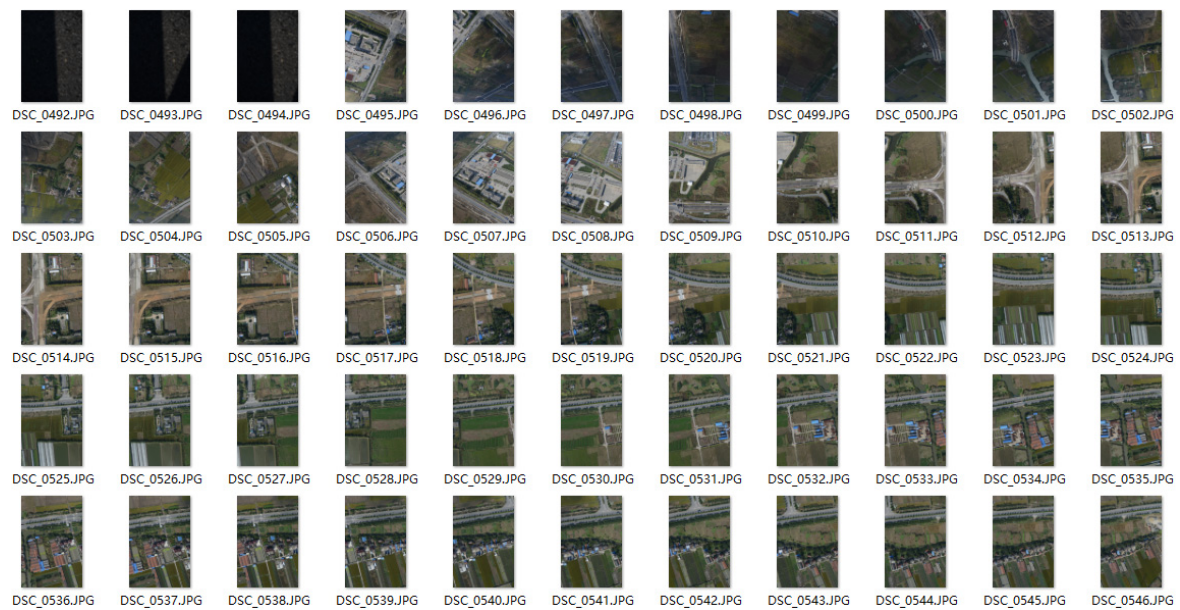 DSC_0492.JPG DSC_0493.JPG DSC_0494.JPG DSC_0495.JPG DSC_0496.JPG DSC_0497.JPG DSC_0498.JPG DSC_0499.JPG DSC_0500.JPG DSC_0501.JPG DSC_0502.JPG
DSC_0503.JPG DSC_0504.JPG DSC_0505.JPG DSC_0506.JPG DSC_0507.JPG DSC_0508.JPG DSC_0509.JPG DSC_0510.JPG DSC_0511.JPG DSC_0512.JPG DSC_0513.JPG
DSC_0514.JPG DSC_0515.JPG DSC_0516.JPG DSC_0517.JPG DSC_0518.JPG DSC_0519.JPG DSC_0520.JPG DSC_0521.JPG DSC_0522.JPG DSC_0523.JPG DSC_0524.JPG
DSC_0525.JPG DSC_0526.JPG DSC_0527.JPG DSC_0528.JPG DSC_0529.JPG DSC_0530.JPG DSC_0531.JPG DSC_0532.JPG DSC_0533.JPG DSC_0534.JPG DSC_0535.JPG
DSC_0536.JPG DSC_0537.JPG DSC_0538.JPG DSC_0539.JPG DSC_0540.JPG DSC_0541.JPG DSC_0542.JPG DSC_0543.JPG DSC_0544.JPG DSC_0545.JPG DSC_0546.JPG